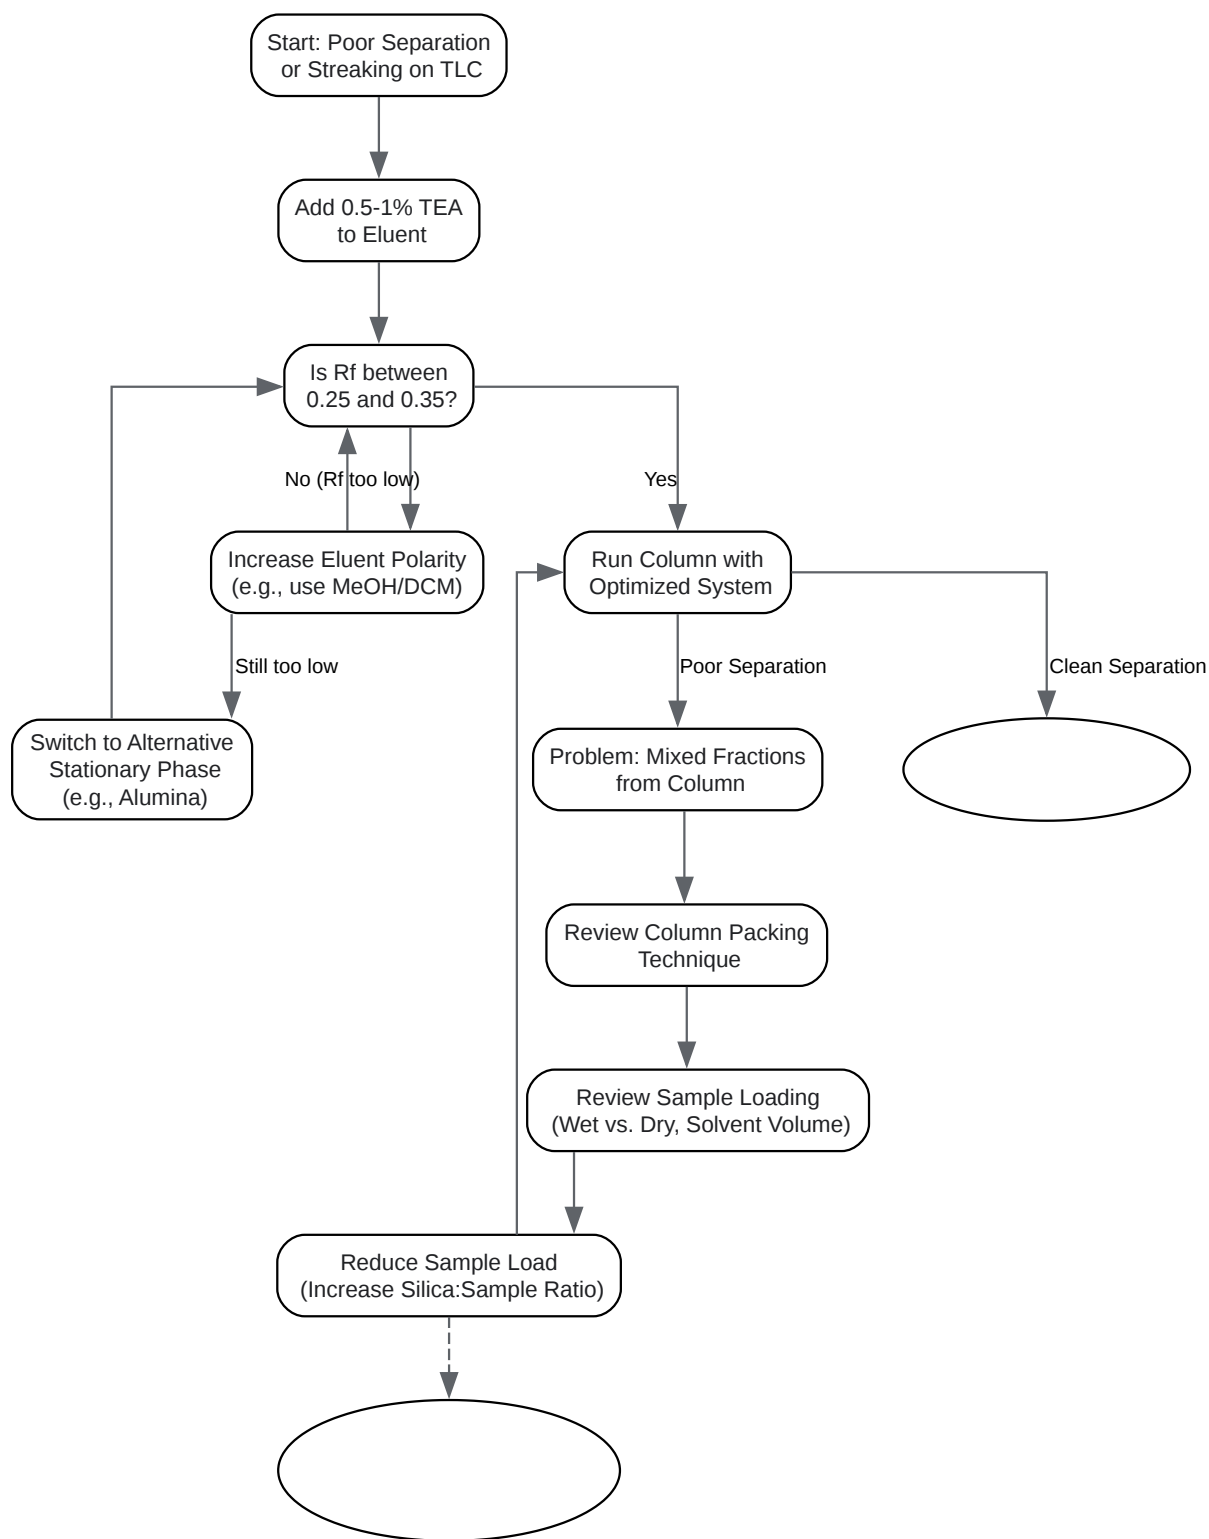 Start: Poor Separation
or Streaking on TLC
Add 0.5-1% TEA
to Eluent
Is Rf between
0.25 and 0.35?
No (Rf too low)
Yes
Increase Eluent Polarity
(e.g., use MeOH/DCM)
Run Column with
Optimized System
Still too low
Poor Separation
Clean Separation
Switch to Alternative
Stationary Phase
(e.g., Alumina)
Problem: Mixed Fractions
from Column
Review Column Packing
Technique
Review Sample Loading
(Wet vs. Dry, Solvent Volume)
Reduce Sample Load
(Increase Silica:Sample Ratio)